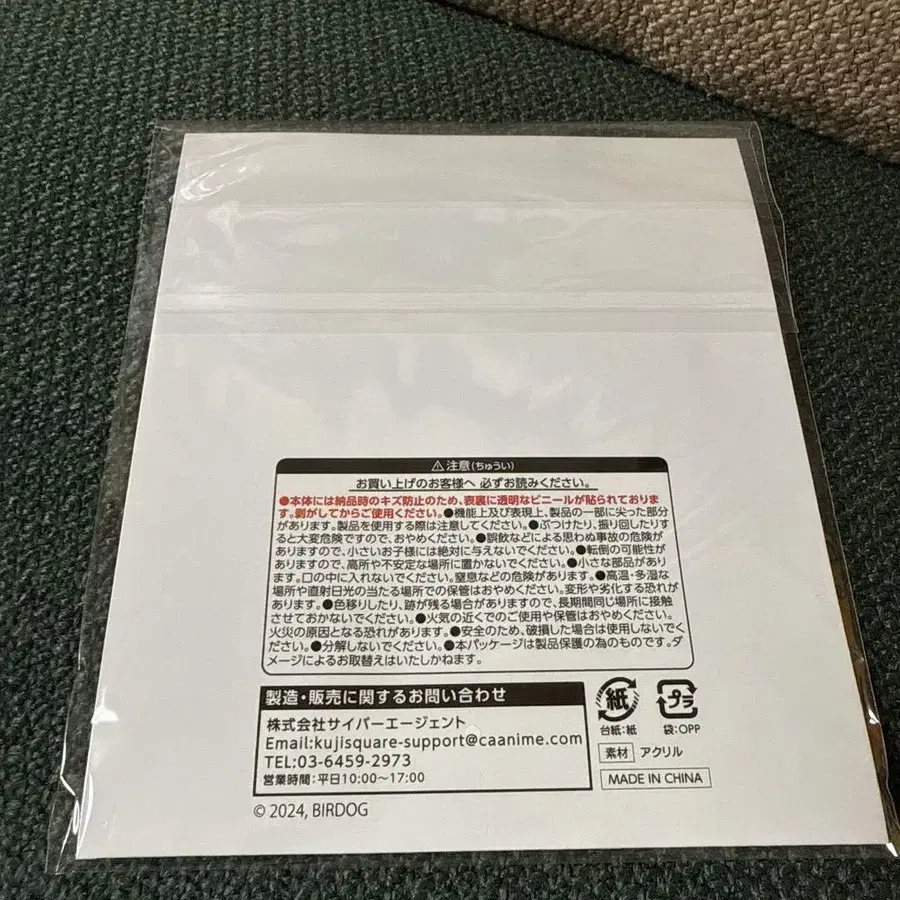 ⚠注意(ちゅうい)
お買い上げのお客様へ 必ずお読みください。
●本体には納品時のキズ防止のため、表裏に透明なビニールが貼られておりま
す。剥がしてからご使用ください。●機能上及び表現上、製品の一部に尖った部分
があります。製品を使用する際は注意してください。●ぶつけたり、振り回したりす
ると大変危険ですので、おやめください。●誤飲などによる思わぬ事故の危険が
ありますので、小さいお子様には絶対に与えないでください。●転倒の可能性が
ありますので、高所や不安定な場所に置かないでください。●小さな部品がありま
す。口の中に入れないでください。窒息などの危険があります。●高温・多湿な
場所や直射日光の当たる場所での保管はおやめください。変形や劣化する恐れが
あります。●色移りしたり、跡が残る場合がありますので、長期間同じ場所に接触
させておかないでください。●火気の近くでのご使用や保管はおやめください。
火災の原因となる恐れがあります。●安全のため、破損した場合は使用しないでく
ださい。●分解しないでください。●本パッケージは製品保護の為のものです。ダ
メージによるお取替えはいたしかねます。
製造・販売に関するお問い合わせ
株式会社サイバーエージェント
Email:kujisquare-support@caanime.com
TEL:03-6459-2973
営業時間:平日10:00〜17:00
紙
台紙:紙
プラ
袋:OPP
素材 アクリル
MADE IN CHINA
© 2024, BIRDOG